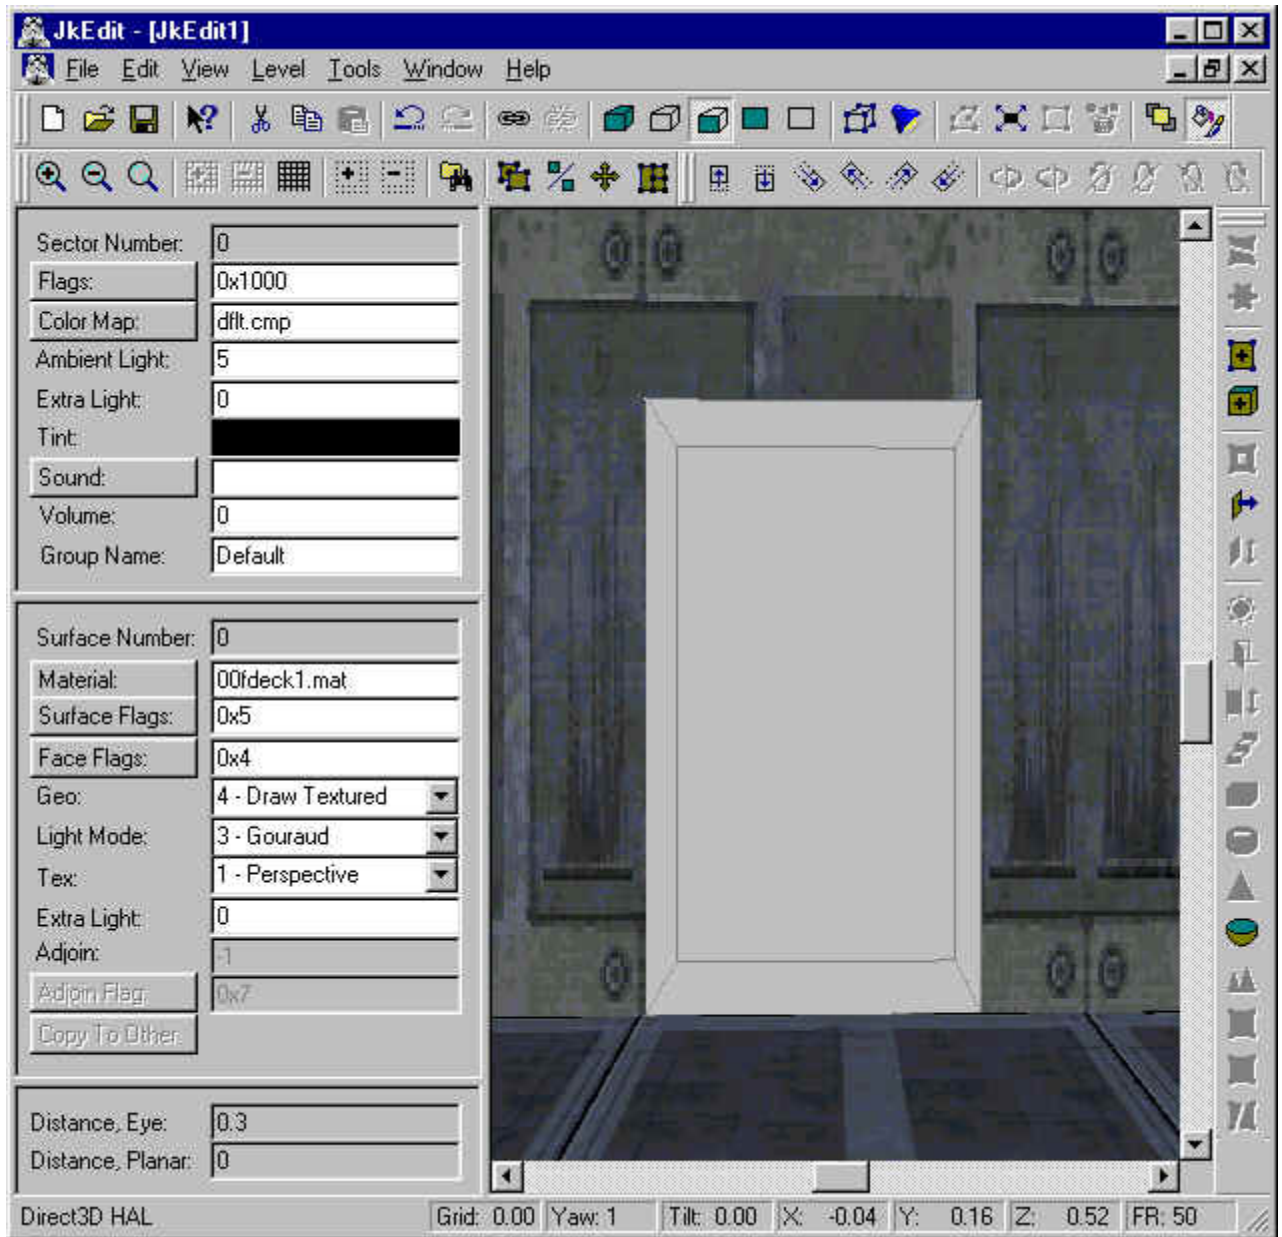 JkEdit - [JkEdit1]
File Edit View Level Tools Window Help
Sector Number: 0
Flags: 0x1000
Color Map: dflt.cmp
Ambient Light: 5
Extra Light: 0
Tint:
Sound:
Volume: 0
Group Name: Default
Surface Number: 0
Material: 00fdeck1.mat
Surface Flags: 0x5
Face Flags: 0x4
Geo: 4 - Draw Textured
Light Mode: 3 - Gouraud
Tex: 1 - Perspective
Extra Light: 0
Adjoin: -1
Adjoin Flag: 0x7
Copy To Other.
Distance, Eye: 0.3
Distance, Planar: 0
Direct3D HAL Grid: 0.00 Yaw: 1 Tilt: 0.00 X: -0.04 Y: 0.16 Z: 0.52 FR: 50